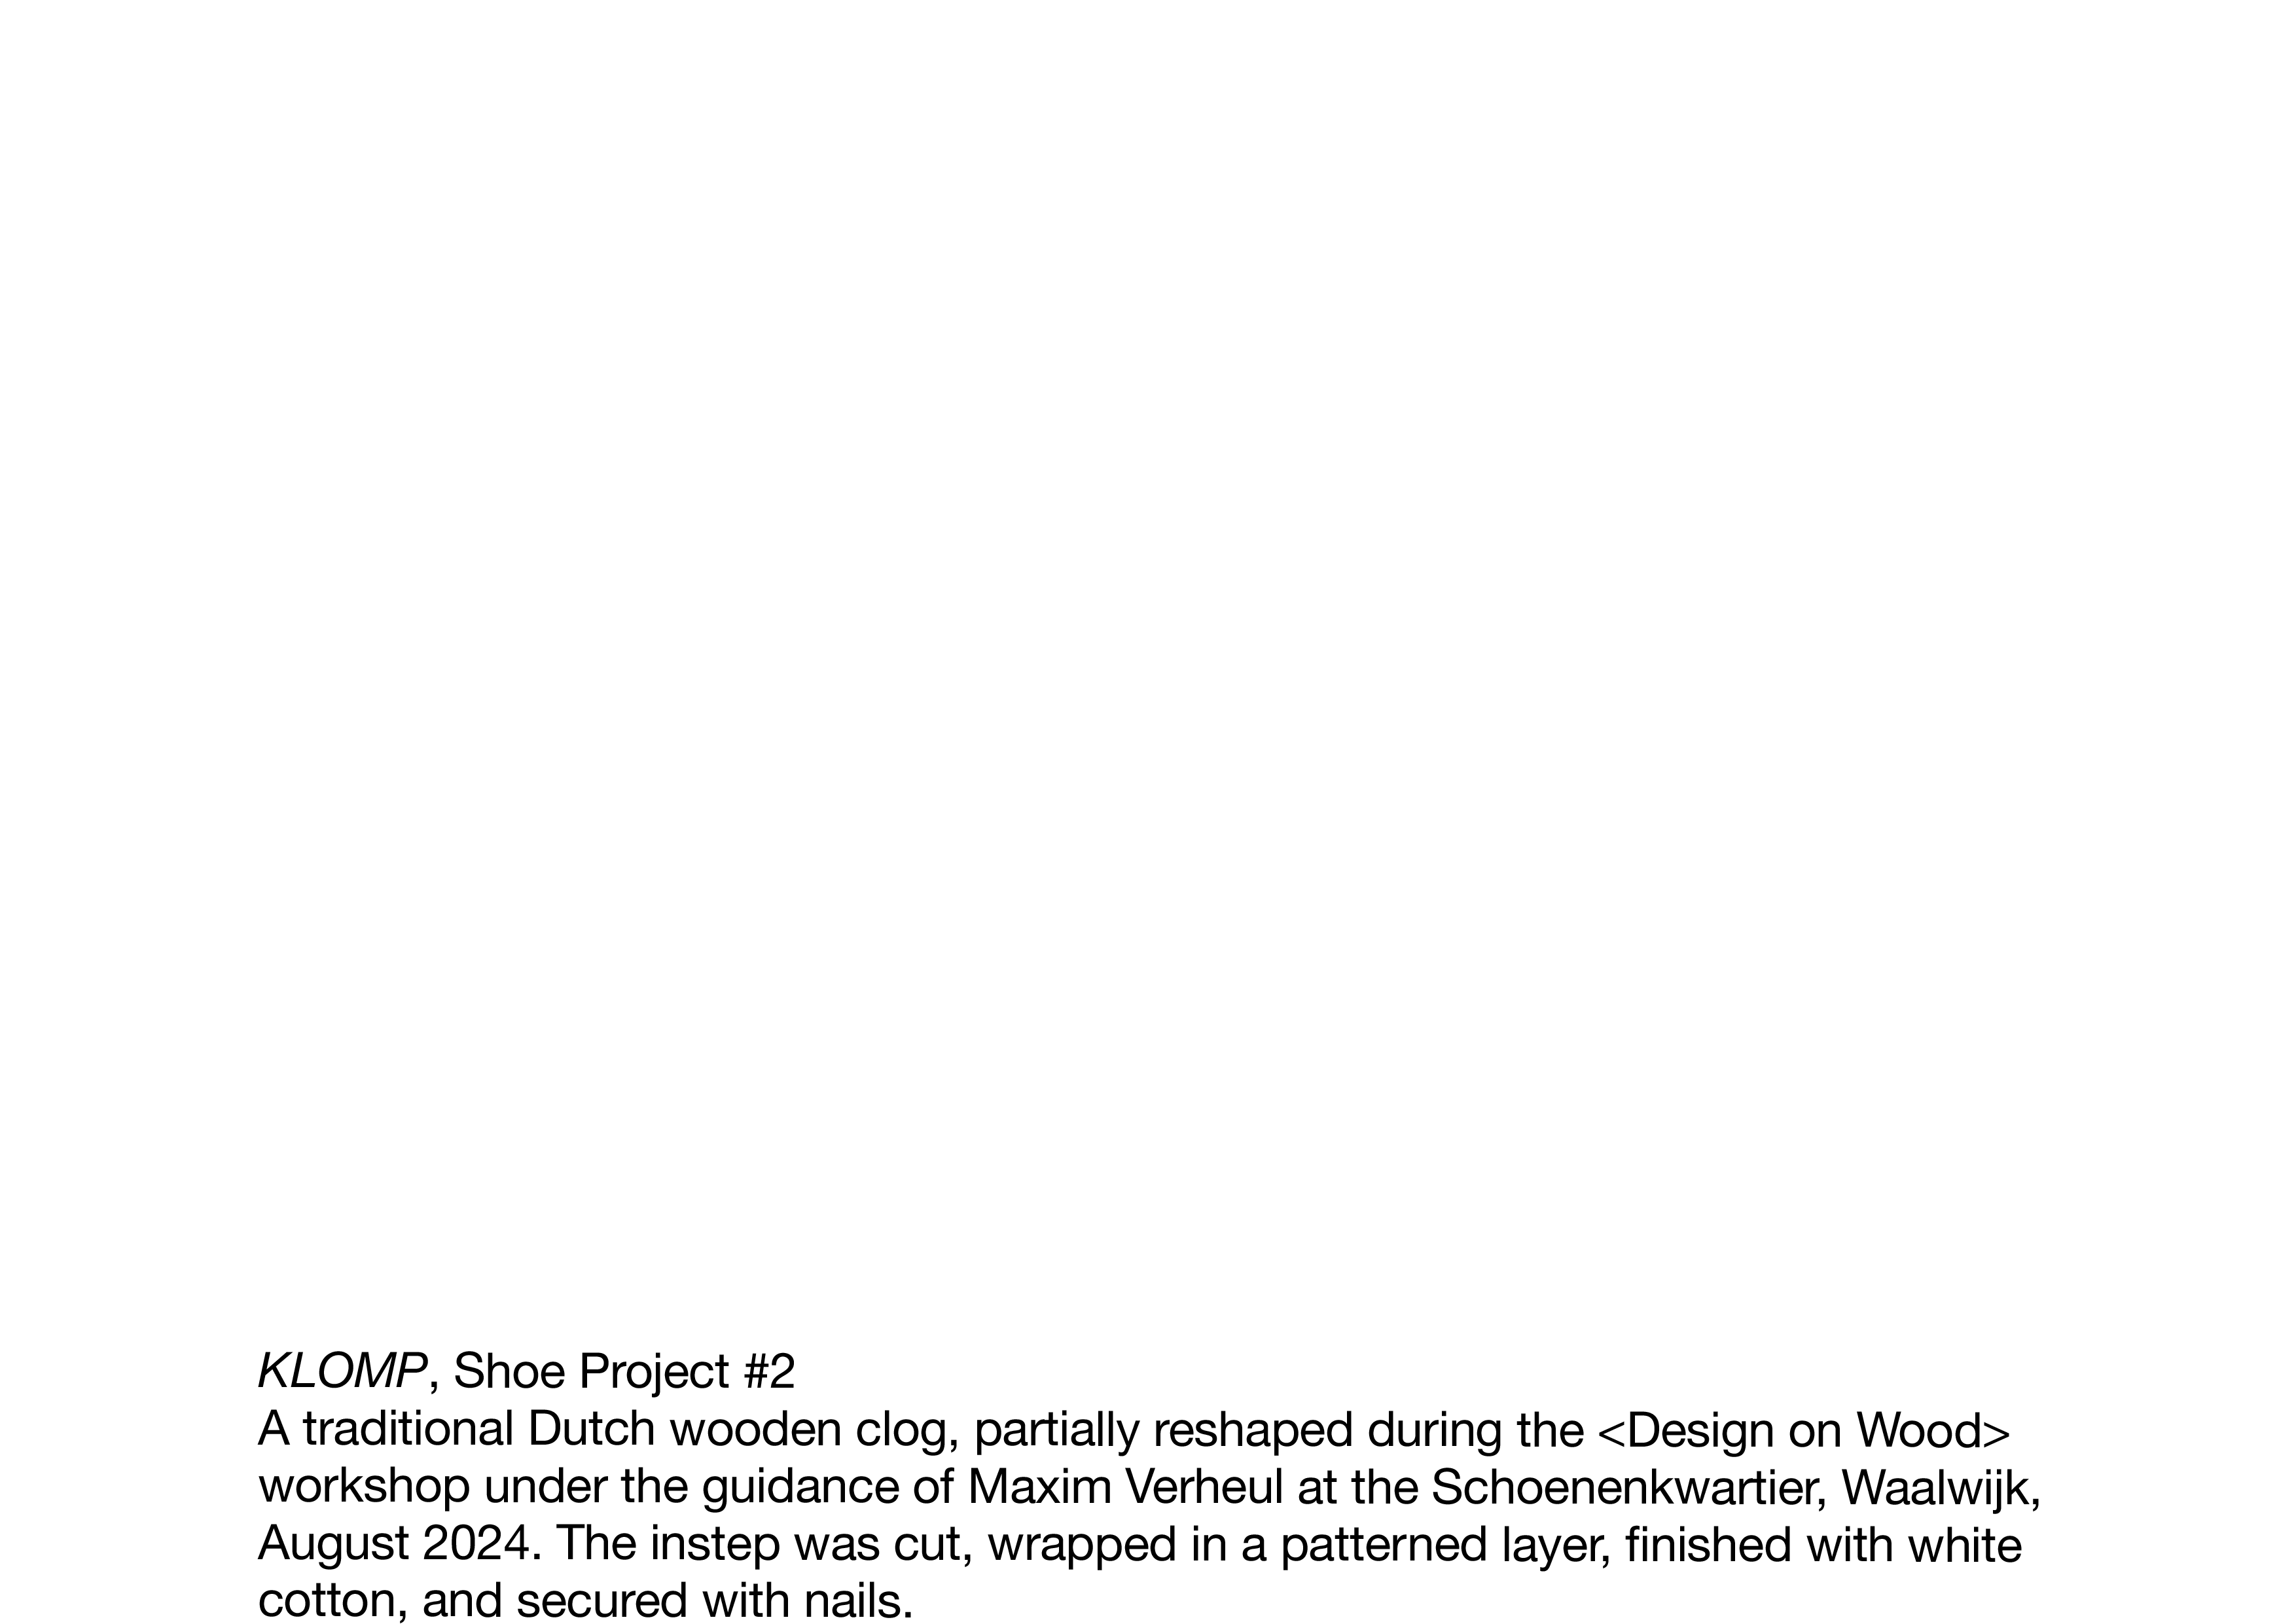 KLOMP, Shoe Project #2
A traditional Dutch wooden clog, partially reshaped during the <Design on Wood>
workshop under the guidance of Maxim Verheul at the Schoenenkwartier, Waalwijk,
August 2024. The instep was cut, wrapped in a patterned layer, finished with white
cotton, and secured with nails.